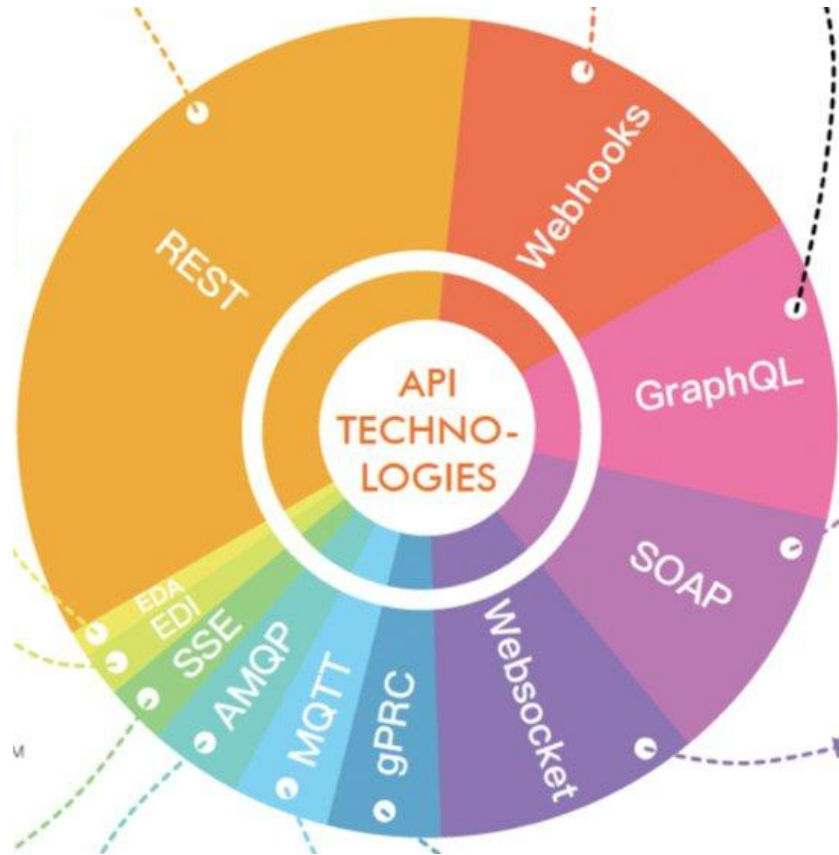 REST
Webhooks
GraphQL
SOAP
Websocket
gPRC
MQTT
AMQP
SSE
EDI
EDA
API
TECHNO-
LOGIES
M